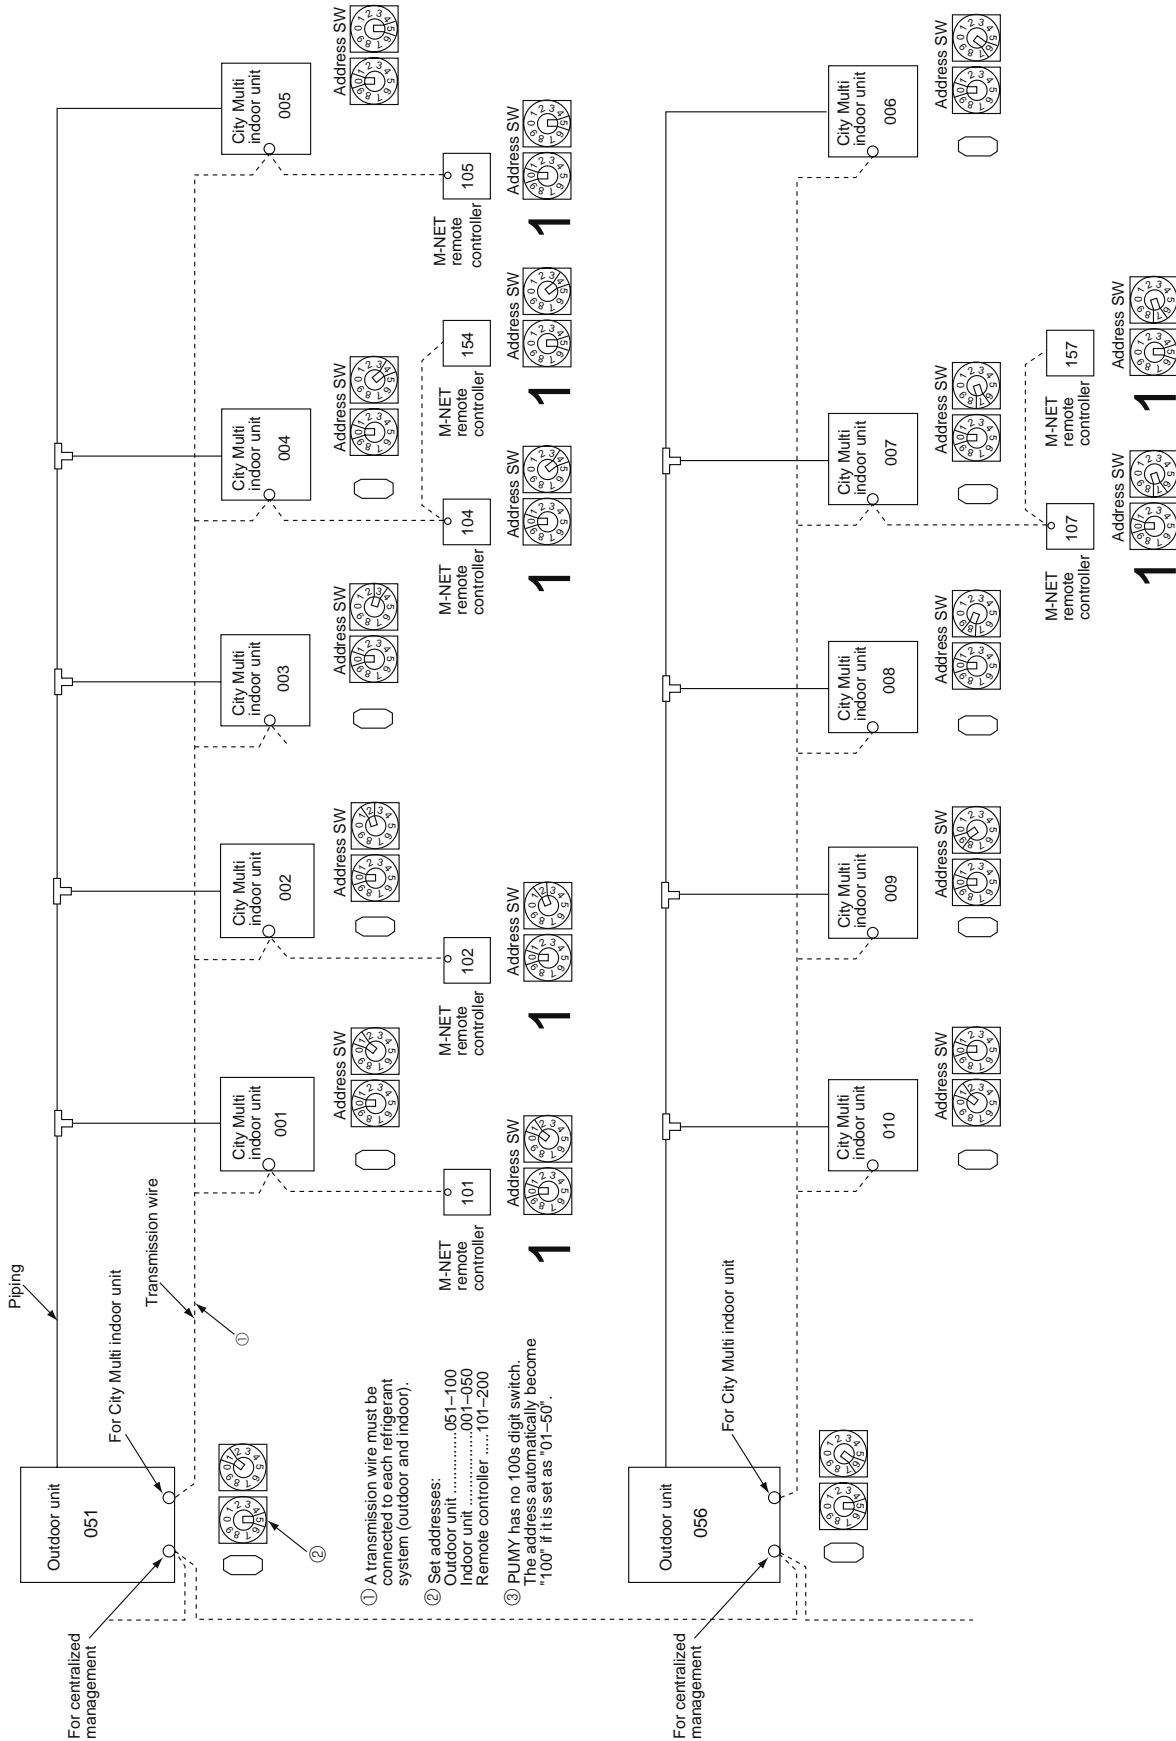 Piping
For City Multi indoor unit
Transmission wire
①
For centralized
management
Outdoor unit
051
②
City Multi
indoor unit
001
Address SW
City Multi
indoor unit
002
Address SW
City Multi
indoor unit
003
Address SW
City Multi
indoor unit
004
Address SW
City Multi
indoor unit
005
Address SW
M-NET
remote
controller
101
Address SW
1
M-NET
remote
controller
102
Address SW
1
M-NET
remote
controller
104
Address SW
1
M-NET
remote
controller
154
Address SW
1
M-NET
remote
controller
105
Address SW
1
① A transmission wire must be
connected to each refrigerant
system (outdoor and indoor).
② Set addresses:
Outdoor unit ................051–100
Indoor unit ..................001–050
Remote controller .....101–200
③ PUMY has no 100s digit switch.
The address automatically become
"100" if it is set as "01–50".
For City Multi indoor unit
For centralized
management
Outdoor unit
056
City Multi
indoor unit
010
Address SW
City Multi
indoor unit
009
Address SW
City Multi
indoor unit
008
Address SW
City Multi
indoor unit
007
Address SW
City Multi
indoor unit
006
Address SW
M-NET
remote
controller
107
Address SW
1
M-NET
remote
controller
157
Address SW
1